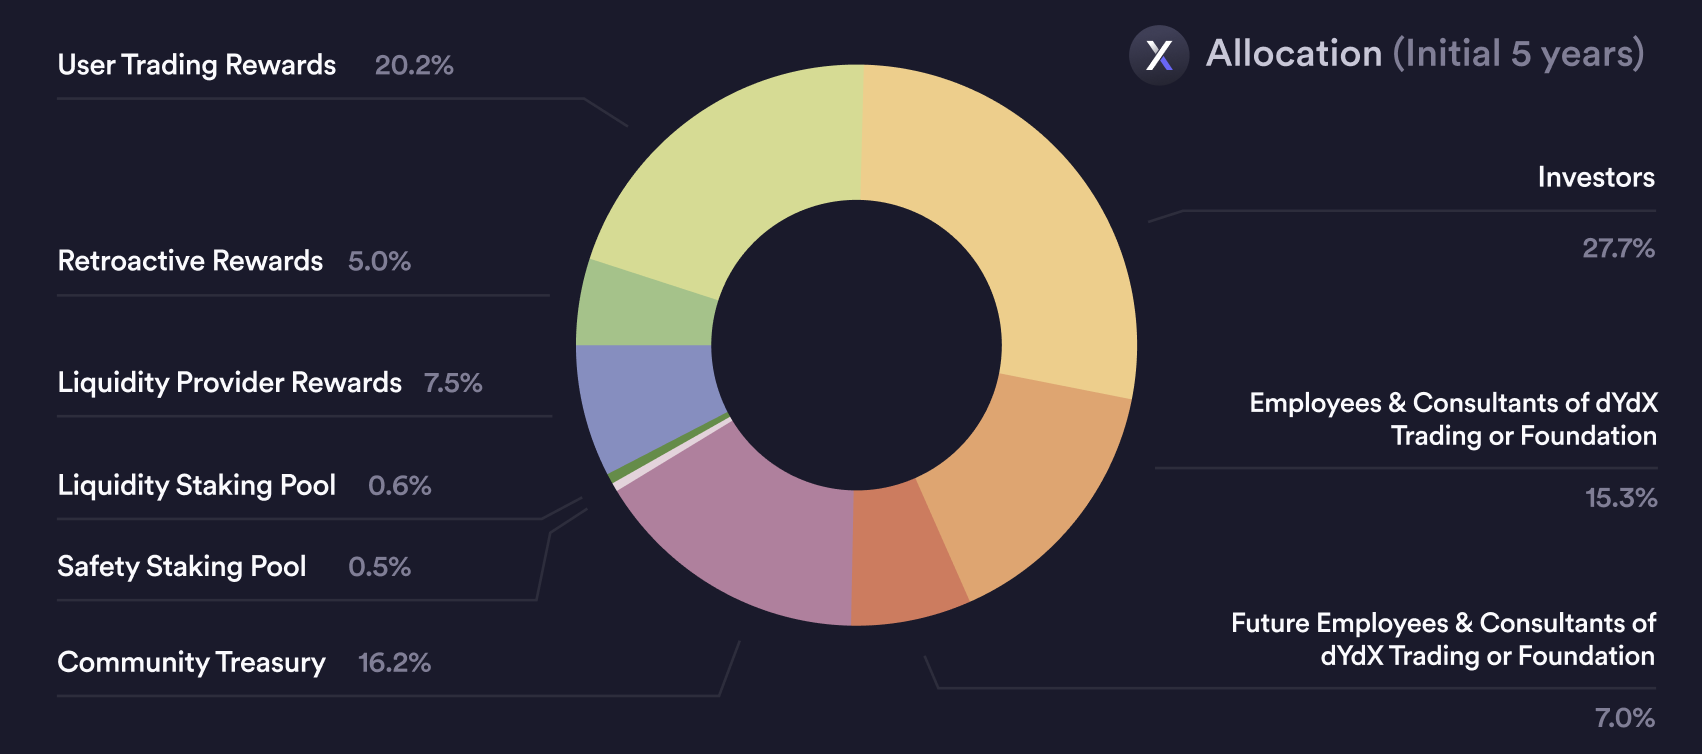 Allocation (Initial 5 years)
User Trading Rewards 20.2%
Retroactive Rewards 5.0%
Liquidity Provider Rewards 7.5%
Liquidity Staking Pool 0.6%
Safety Staking Pool 0.5%
Community Treasury 16.2%
Investors
27.7%
Employees & Consultants of dYdX
Trading or Foundation
15.3%
Future Employees & Consultants of
dYdX Trading or Foundation
7.0%